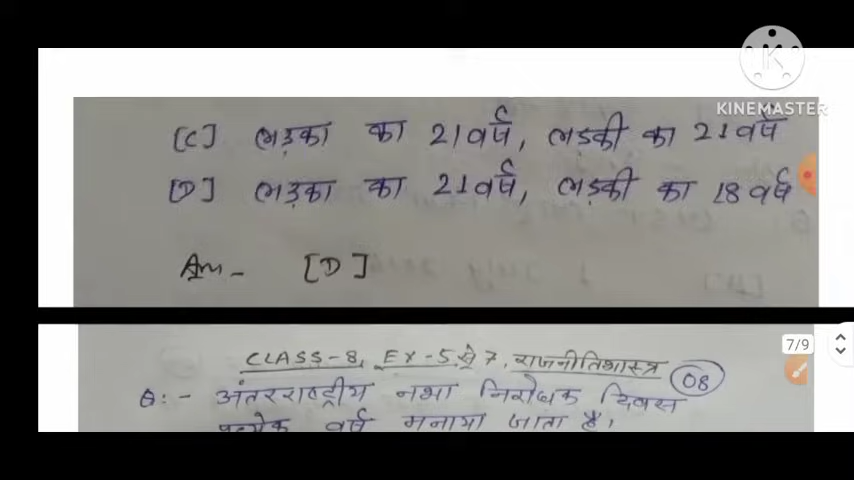 KINEMASTER
[C] लड़का का 21 वर्ष, लड़की का 21 वर्ष
[D] लड़का का 21 वर्ष, लड़की का 18 वर्ष
Ans - [D]
7/9
CLASS-8, EX-5 से 7, राजनीतिशास्त्र
08
Q:- अंतरराष्ट्रीय नशा निरोधक दिवस
प्रत्येक वर्ष मनाया जाता है।